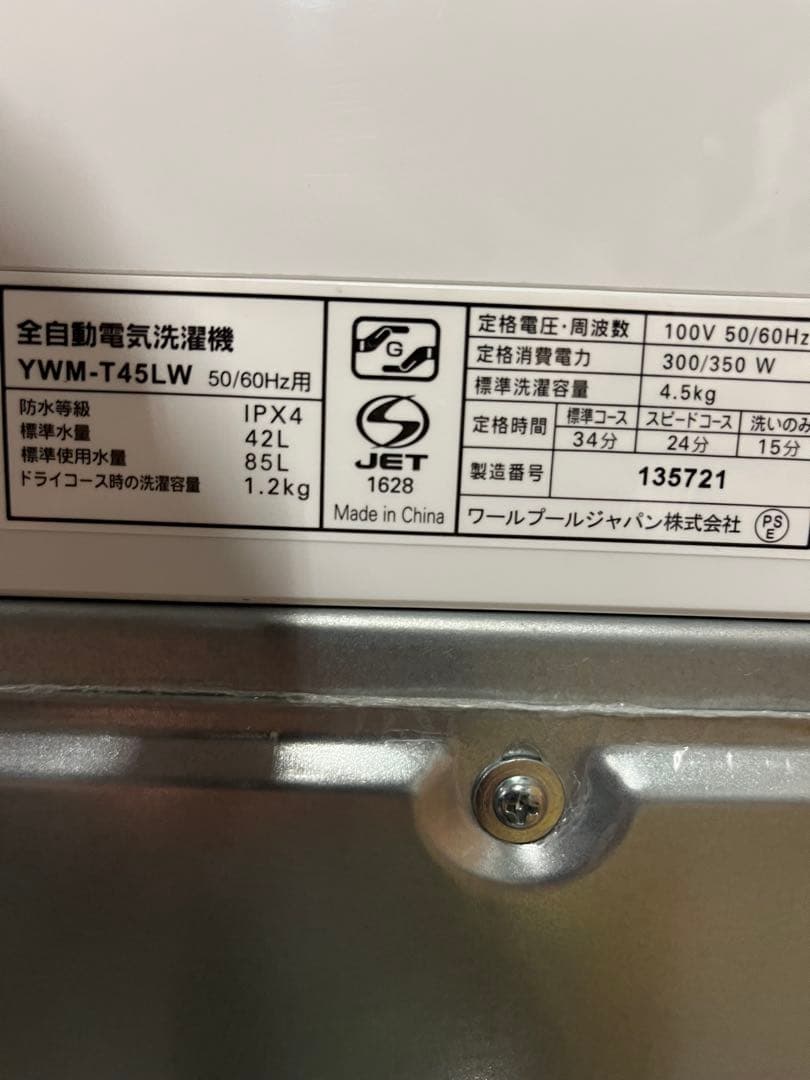 全自動電気洗濯機
YWM-T45LW 50/60Hz用
防水等級 IPX4
標準水量 42L
標準使用水量 85L
ドライコース時の洗濯容量 1.2kg
G
S
JET
1628
Made in China
定格電圧・周波数 100V 50/60Hz
定格消費電力 300/350 W
標準洗濯容量 4.5kg
定格時間 標準コース スピードコース 洗いのみ
34分 24分 15分
製造番号 135721
ワールプールジャパン株式会社 PS E